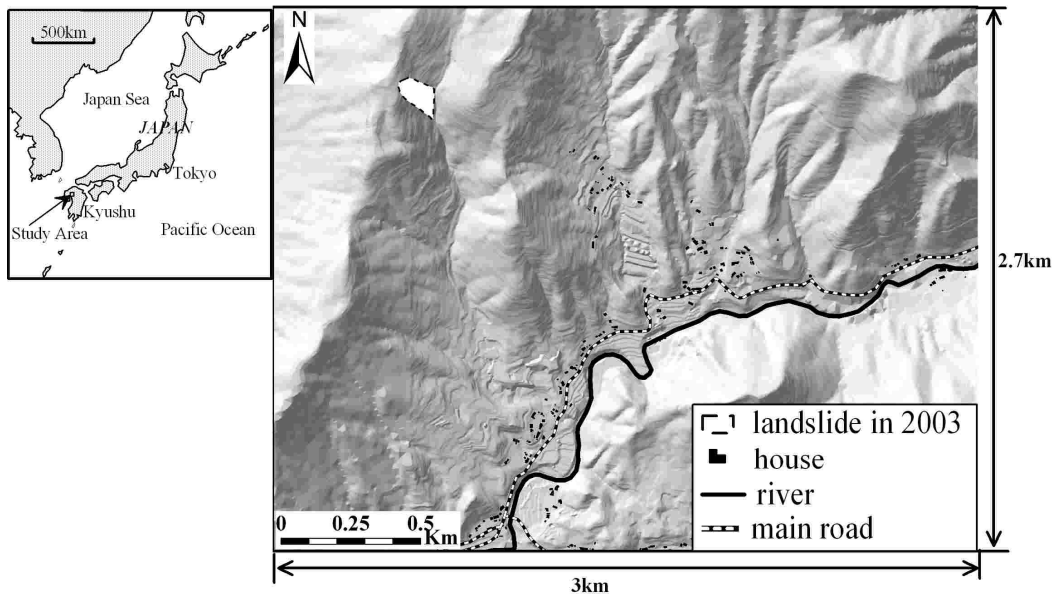 500km
Japan Sea
JAPAN
Tokyo
Kyushu
Study Area
Pacific Ocean
N
2.7km
landslide in 2003
house
river
main road
0 0.25 0.5
Km
3km